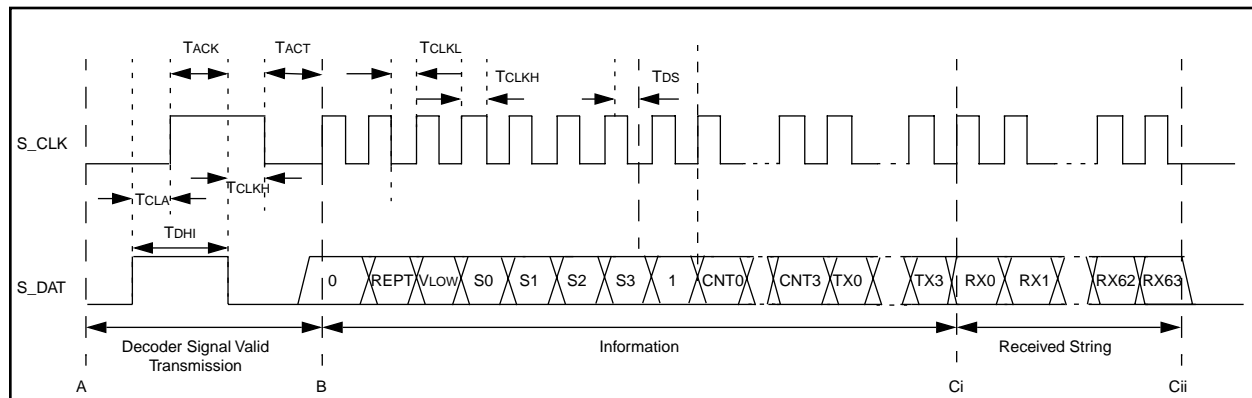 TACK TACT TCLKL TCLKH TDS
S_CLK
TCLA TCLKH
TDHI
S_DAT 0 REPT VLOW S0 S1 S2 S3 1 CNT0 CNT3 TX0 TX3 RX0 RX1 RX62 RX63
Decoder Signal Valid Information Received String
Transmission
A B Ci Cii